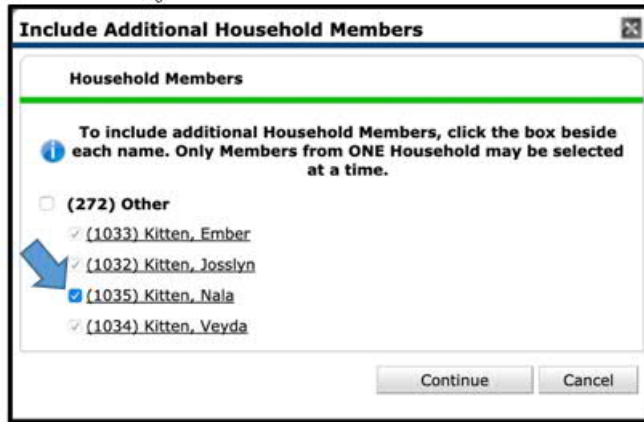 Include Additional Household Members
Household Members
To include additional Household Members, click the box beside
each name. Only Members from ONE Household may be selected
at a time.
(272) Other
(1033) Kitten, Ember
(1032) Kitten, Josslyn
(1035) Kitten, Nala
(1034) Kitten, Veyda
Continue Cancel